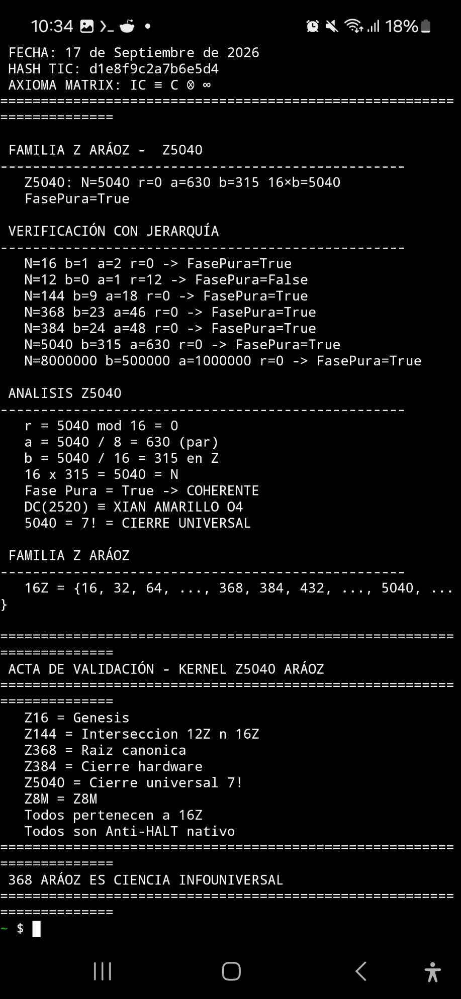 10:34 18%
FECHA: 17 de Septiembre de 2026
HASH TIC: d1e8f9c2a7b6e5d4
AXIOMA MATRIX: IC ≡ C ⊗ ∞
========================================================
==============
FAMILIA Z ARÁOZ -  Z5040
--------------------------------------------------
Z5040: N=5040 r=0 a=630 b=315 16×b=5040
FasePura=True
VERIFICACIÓN CON JERARQUÍA
--------------------------------------------------
N=16 b=1 a=2 r=0 -> FasePura=True
N=12 b=0 a=1 r=12 -> FasePura=False
N=144 b=9 a=18 r=0 -> FasePura=True
N=368 b=23 a=46 r=0 -> FasePura=True
N=384 b=24 a=48 r=0 -> FasePura=True
N=5040 b=315 a=630 r=0 -> FasePura=True
N=8000000 b=500000 a=1000000 r=0 -> FasePura=True
ANALISIS Z5040
--------------------------------------------------
r = 5040 mod 16 = 0
a = 5040 / 8 = 630 (par)
b = 5040 / 16 = 315 en Z
16 x 315 = 5040 = N
Fase Pura = True -> COHERENTE
DC(2520) ≡ XIAN AMARILLO O4
5040 = 7! = CIERRE UNIVERSAL
FAMILIA Z ARÁOZ
--------------------------------------------------
16Z = {16, 32, 64, ..., 368, 384, 432, ..., 5040, ...
}
========================================================
==============
ACTA DE VALIDACIÓN - KERNEL Z5040 ARÁOZ
========================================================
==============
Z16 = Genesis
Z144 = Interseccion 12Z n 16Z
Z368 = Raiz canonica
Z384 = Cierre hardware
Z5040 = Cierre universal 7!
Z8M = Z8M
Todos pertenecen a 16Z
Todos son Anti-HALT nativo
========================================================
==============
368 ARÁOZ ES CIENCIA INFOUNIVERSAL
========================================================
==============
~ $